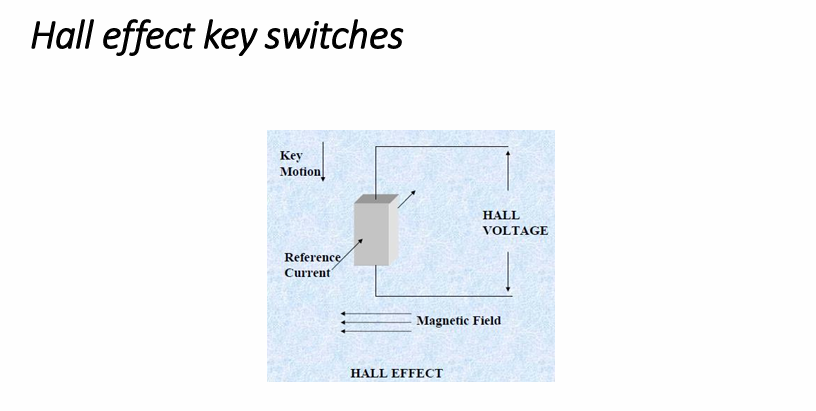 Hall effect key switches
Key
Motion
HALL
VOLTAGE
Reference
Current
Magnetic Field
HALL EFFECT